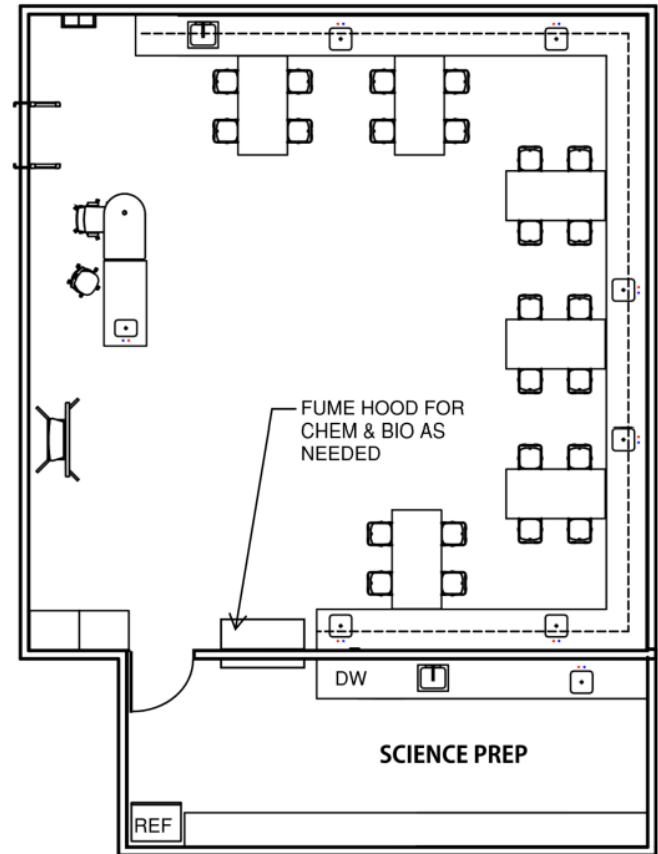 FUME HOOD FOR
CHEM & BIO AS
NEEDED
DW
SCIENCE PREP
REF